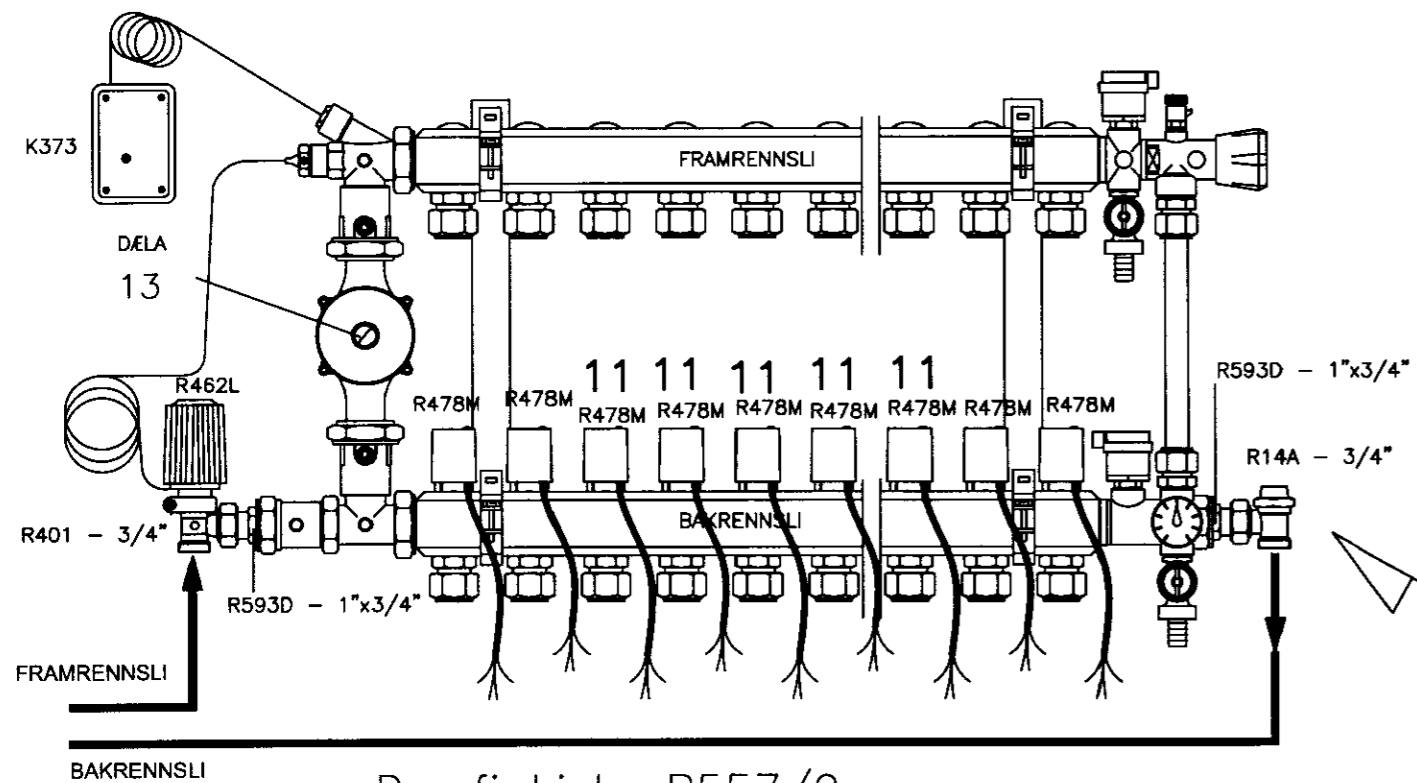 K373
FRAMRENNSLI
DÆLA
13
R462L
11 11 11 11 11
R478M R478M R478M R478M R478M R478M R478M R478M R478M
R593D - 1"x3/4"
R14A - 3/4"
BAKRENNSLI
R401 - 3/4"
R593D - 1"x3/4"
FRAMRENNSLI
BAKRENNSLI